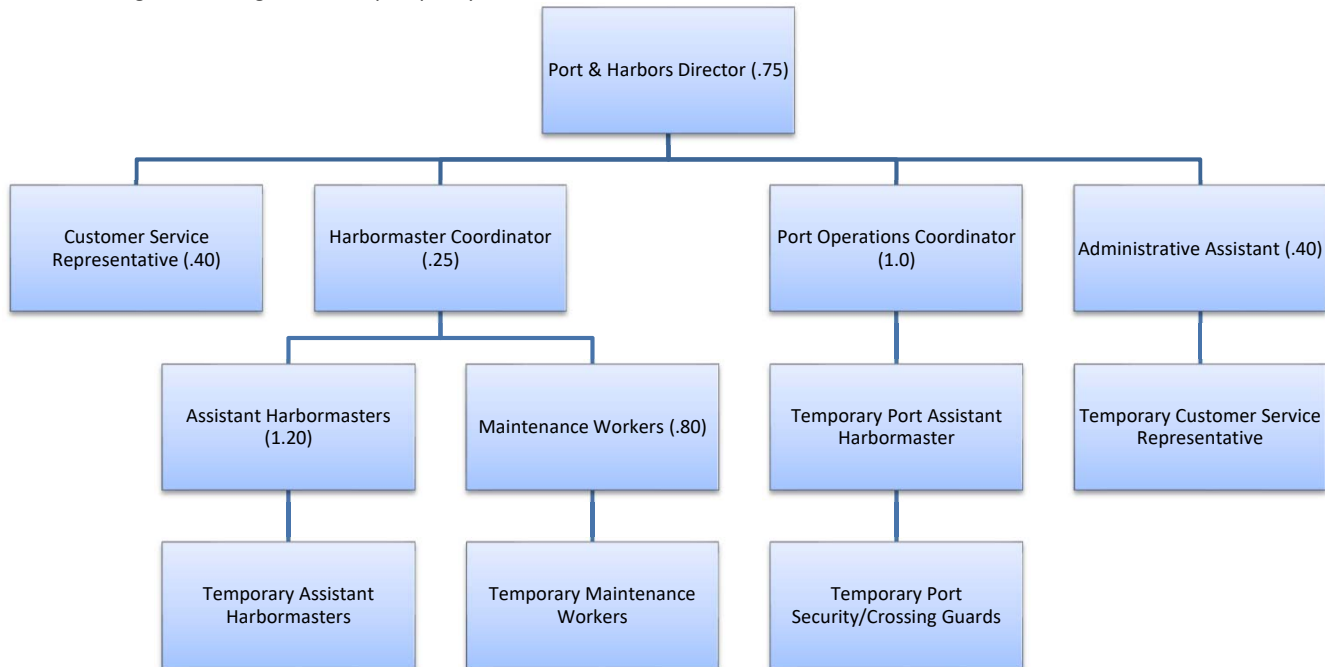 Port & Harbors Director (.75)
Customer Service
Representative (.40)
Harbormaster Coordinator
(.25)
Port Operations Coordinator
(1.0)
Administrative Assistant (.40)
Assistant Harbormasters
(1.20)
Maintenance Workers (.80)
Temporary Port Assistant
Harbormaster
Temporary Customer Service
Representative
Temporary Assistant
Harbormasters
Temporary Maintenance
Workers
Temporary Port
Security/Crossing Guards